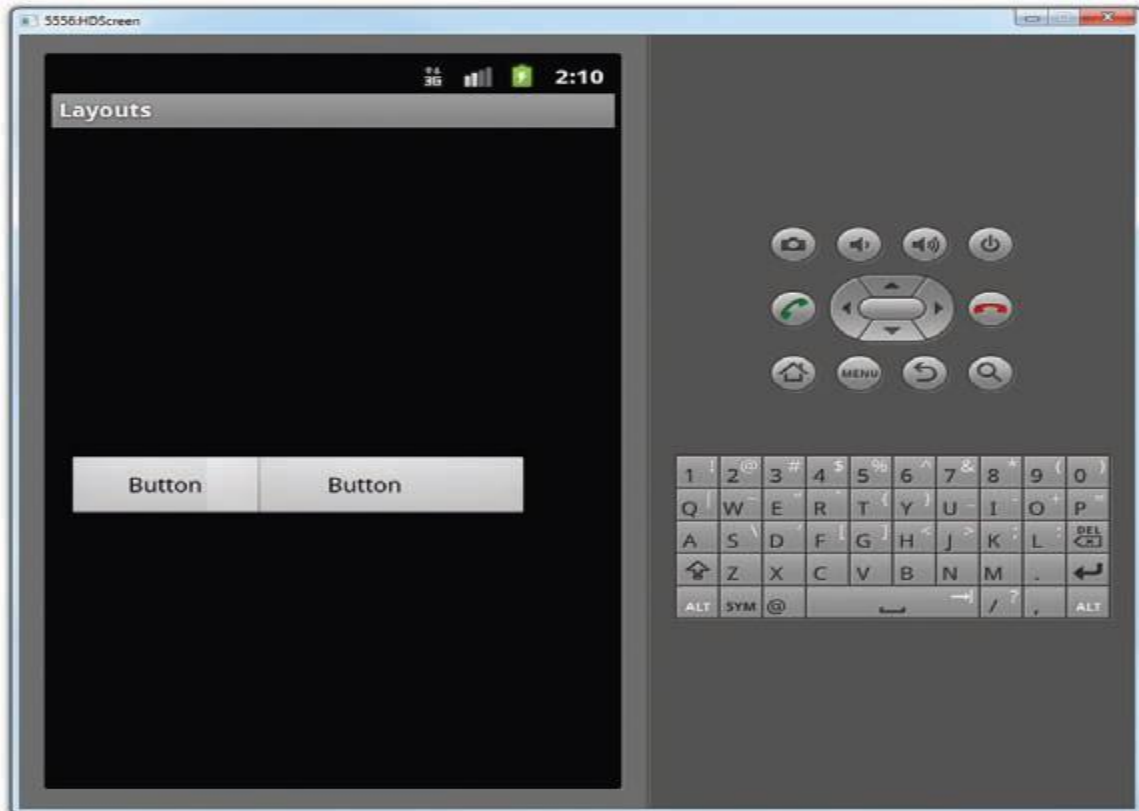 5556:HDScreen
3G 2:10
Layouts
Button Button
MENU
1 ! 2 @ 3 # 4 $ 5 % 6 ^ 7 & 8 * 9 ( 0 )
Q | W ~ E " R ` T { Y } U _ I - O + P =
A S \ D ' F [ G ] H < J > K ; L : DEL
Z X C V B N M .
ALT SYM @ / ? , ALT